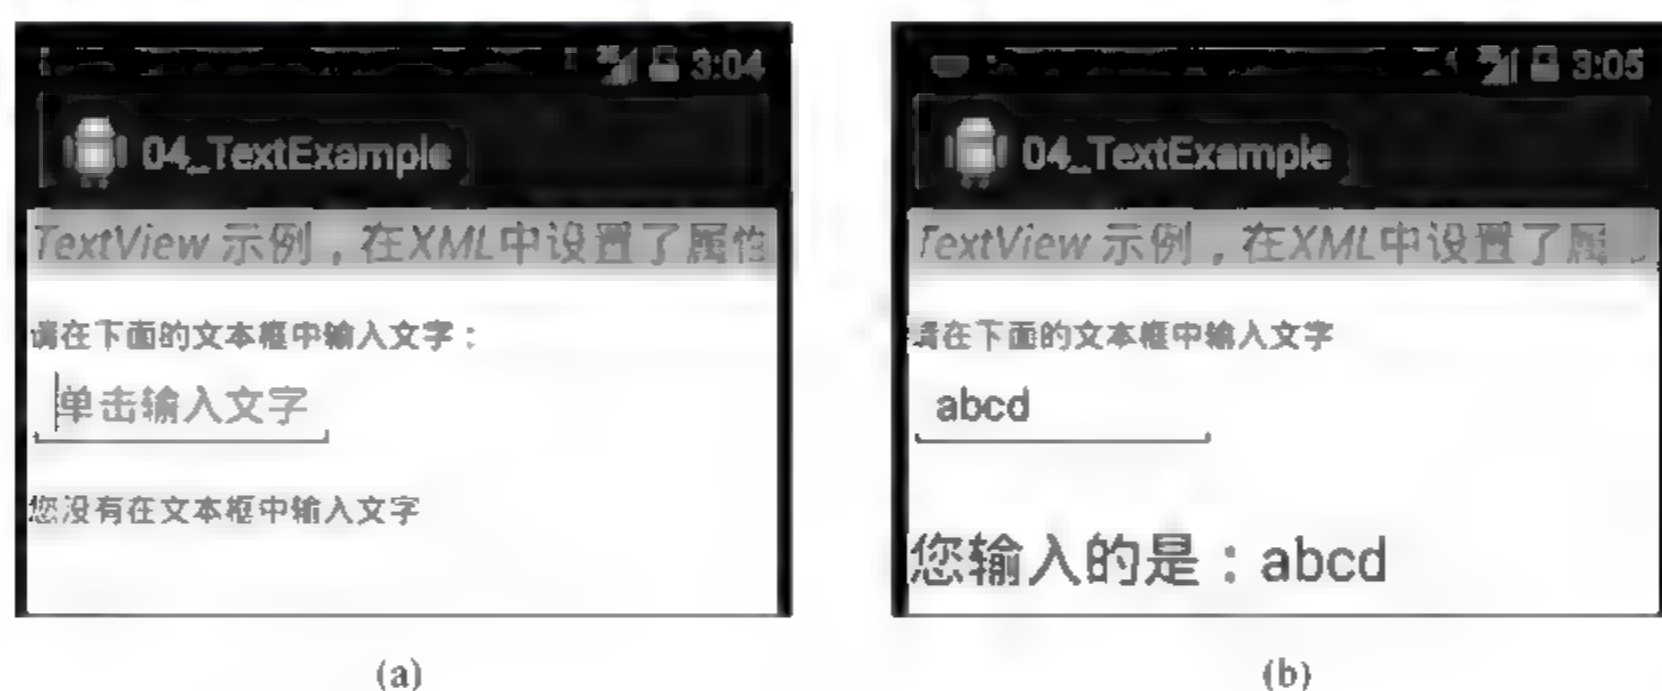 3:04
04_TextExample
TextView 示例，在XML中设置了属性
请在下面的文本框中输入文字：
单击输入文字
您没有在文本框中输入文字
(a)
3:05
04_TextExample
TextView 示例，在XML中设置了属
请在下面的文本框中输入文字
abcd
您输入的是：abcd
(b)